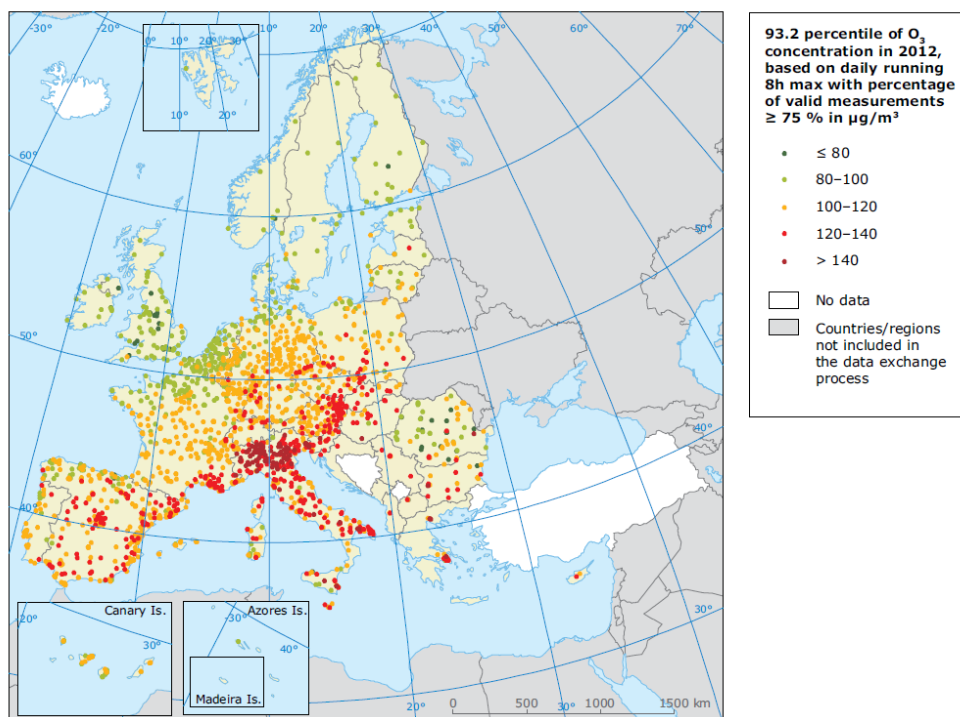 -30°
-20°
-10°
0°
10°
20°
30°
40°
50°
60°
70°
0°
10°
20°
30°
10°
20°
60°
50°
50°
40°
40°
30°
Canary Is.
-20°
30°
Azores Is.
-30°
40°
Madeira Is.
20°
0
500
30°
1000
1500 km
93.2 percentile of O₃
concentration in 2012,
based on daily running
8h max with percentage
of valid measurements
≥ 75 % in µg/m³
≤ 80
80–100
100–120
120–140
> 140
No data
Countries/regions
not included in
the data exchange
process